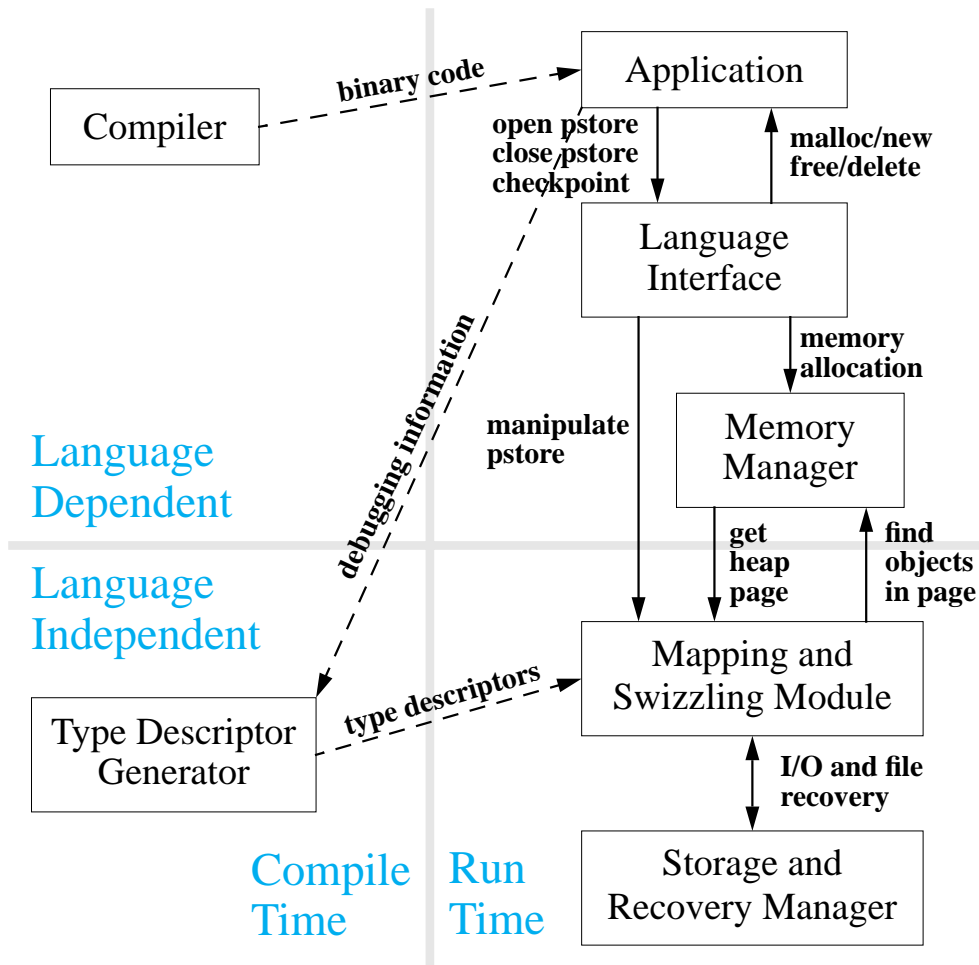 Compiler
binary code
Application
open pstore
close pstore
checkpoint
malloc/new
free/delete
Language
Interface
memory
allocation
manipulate
pstore
Memory
Manager
debugging information
Language
Dependent
get
heap
page
find
objects
in page
Language
Independent
Type Descriptor
Generator
type descriptors
Mapping and
Swizzling Module
I/O and file
recovery
Compile
Time
Run
Time
Storage and
Recovery Manager